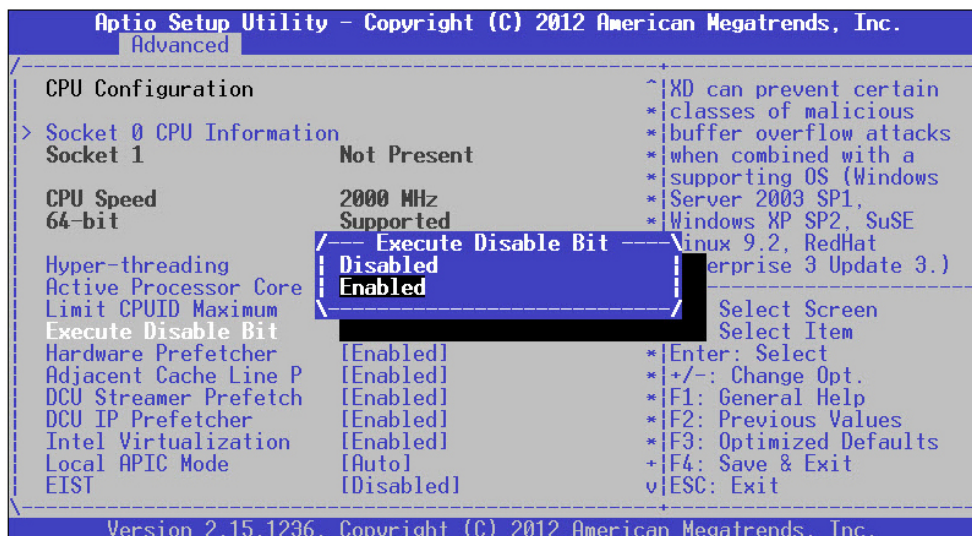 Aptio Setup Utility - Copyright (C) 2012 American Megatrends, Inc.
Advanced
CPU Configuration
> Socket 0 CPU Information
Socket 1 Not Present
CPU Speed 2000 MHz
64-bit Supported
Hyper-threading
Active Processor Core
Limit CPUID Maximum
Execute Disable Bit
Hardware Prefetcher [Enabled]
Adjacent Cache Line P [Enabled]
DCU Streamer Prefetch [Enabled]
DCU IP Prefetcher [Enabled]
Intel Virtualization [Enabled]
Local APIC Mode [Auto]
EIST [Disabled]
Execute Disable Bit
Disabled
Enabled
XD can prevent certain
classes of malicious
buffer overflow attacks
when combined with a
supporting OS (Windows
Server 2003 SP1,
Windows XP SP2, SuSE
inux 9.2, RedHat
erprise 3 Update 3.)
Select Screen
Select Item
Enter: Select
+/-: Change Opt.
F1: General Help
F2: Previous Values
F3: Optimized Defaults
F4: Save & Exit
ESC: Exit
Version 2.15.1236. Copyright (C) 2012 American Megatrends, Inc.